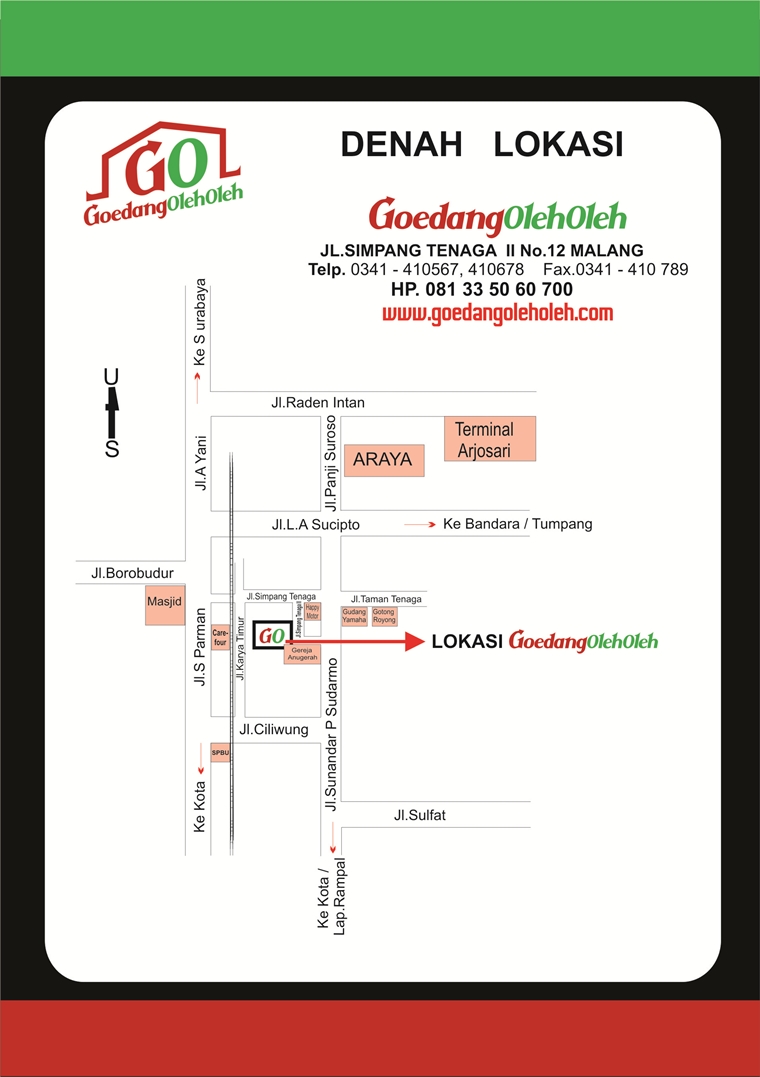 GO
GoedangOlehOleh
DENAH LOKASI
GoedangOlehOleh
JL.SIMPANG TENAGA II No.12 MALANG
Telp. 0341 - 410567, 410678 Fax.0341 - 410 789
HP. 081 33 50 60 700
www.goedangoleholeh.com
Ke S urabaya
U
S
Jl.Raden Intan
Jl.A Yani
Jl.Panji Suroso
ARAYA
Terminal
Arjosari
Jl.L.A Sucipto
Ke Bandara / Tumpang
Jl.Borobudur
Masjid
Jl.S Parman
Care-
four
Jl.Karya Timur
Jl.Simpang Tenaga
Jl.Simpang Tenaga II
Happy
Motor
Jl.Taman Tenaga
Gudang
Yamaha
Gotong
Royong
GO
Gereja
Anugerah
LOKASI GoedangOlehOleh
Jl.Ciliwung
SPBU
Jl.Sunandar P Sudarmo
Ke Kota
Jl.Sulfat
Ke Kota /
Lap.Rampal